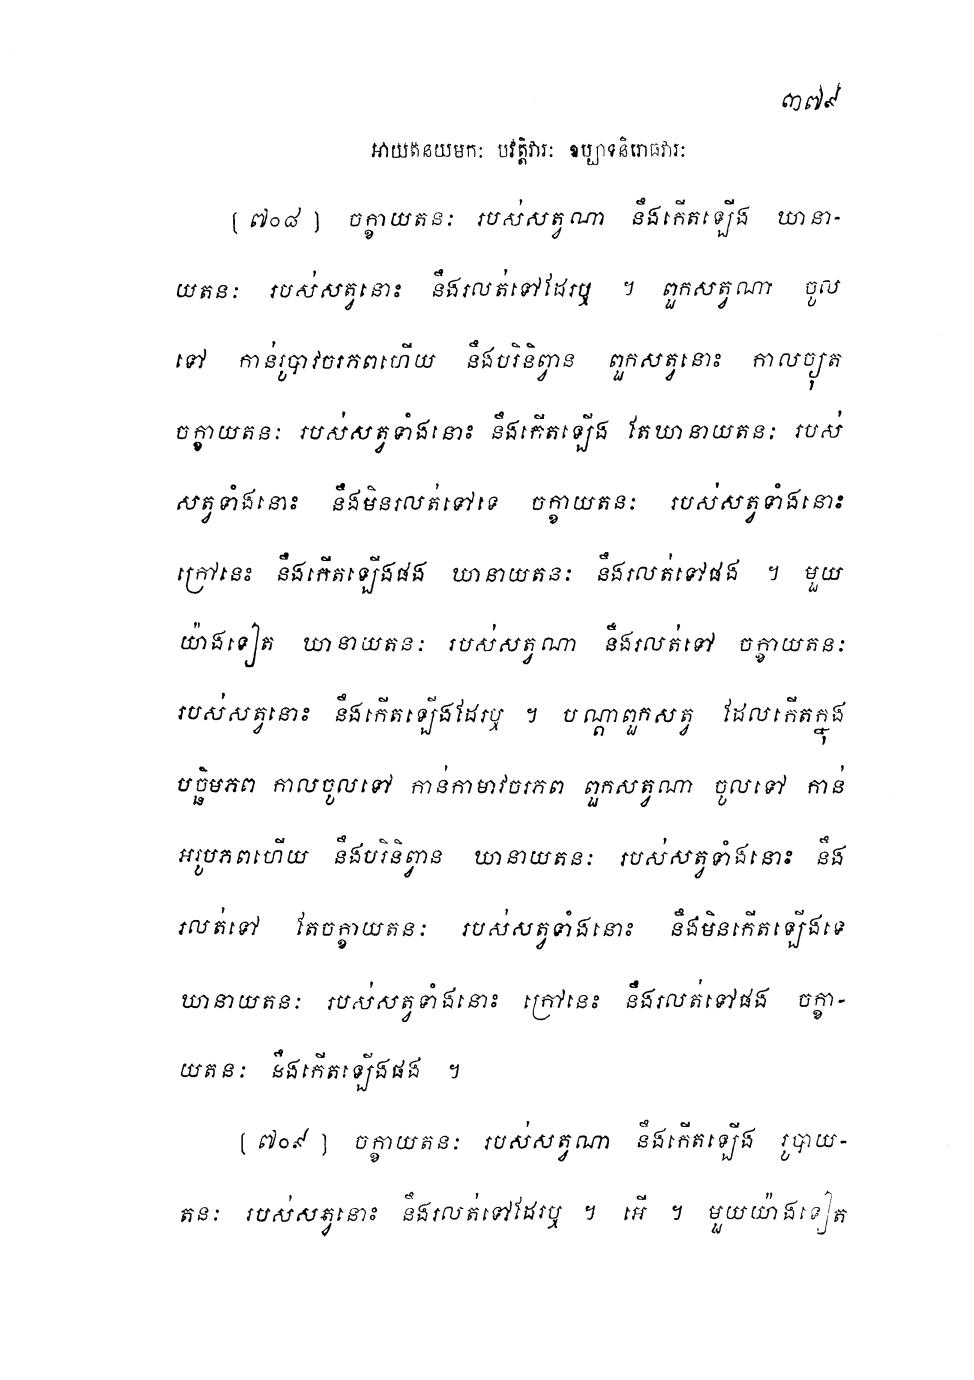 ៣៧៩
អាយតនយមកៈ បវត្តិវារៈ ឧប្បាទនិរោធវារៈ
[៧០៨] ចក្ខាយតនៈ របស់សត្វណា នឹងកើតឡើង ឃានា-
យតនៈ របស់សត្វនោះ នឹងរលត់ទៅដែរឬ ។ ពួកសត្វណា ចូល
ទៅ កាន់រូបាវចរភពហើយ នឹងបរិនិព្វាន ពួកសត្វនោះ កាលច្យុត
ចក្ខាយតនៈ របស់សត្វទាំងនោះ នឹងកើតឡើង តែឃានាយតនៈ របស់
សត្វទាំងនោះ នឹងមិនរលត់ទៅទេ ចក្ខាយតនៈ របស់សត្វទាំងនោះ
ក្រៅនេះ នឹងកើតឡើងផង ឃានាយតនៈ នឹងរលត់ទៅផង ។ មួយ
យ៉ាងទៀត ឃានាយតនៈ របស់សត្វណា នឹងរលត់ទៅ ចក្ខាយតនៈ
របស់សត្វនោះ នឹងកើតឡើងដែរឬ ។ បណ្តាពួកសត្វ ដែលកើតក្នុង
បច្ឆិមភព កាលចូលទៅ កាន់កាមាវចរភព ពួកសត្វណា ចូលទៅ កាន់
អរូបភពហើយ នឹងបរិនិព្វាន ឃានាយតនៈ របស់សត្វទាំងនោះ នឹង
រលត់ទៅ តែចក្ខាយតនៈ របស់សត្វទាំងនោះ នឹងមិនកើតឡើងទេ
ឃានាយតនៈ របស់សត្វទាំងនោះ ក្រៅនេះ នឹងរលត់ទៅផង ចក្ខា-
យតនៈ នឹងកើតឡើងផង ។
[៧០៩] ចក្ខាយតនៈ របស់សត្វណា នឹងកើតឡើង រូបាយ-
តនៈ របស់សត្វនោះ នឹងរលត់ទៅដែរឬ ។ អើ ។ មួយយ៉ាងទៀត